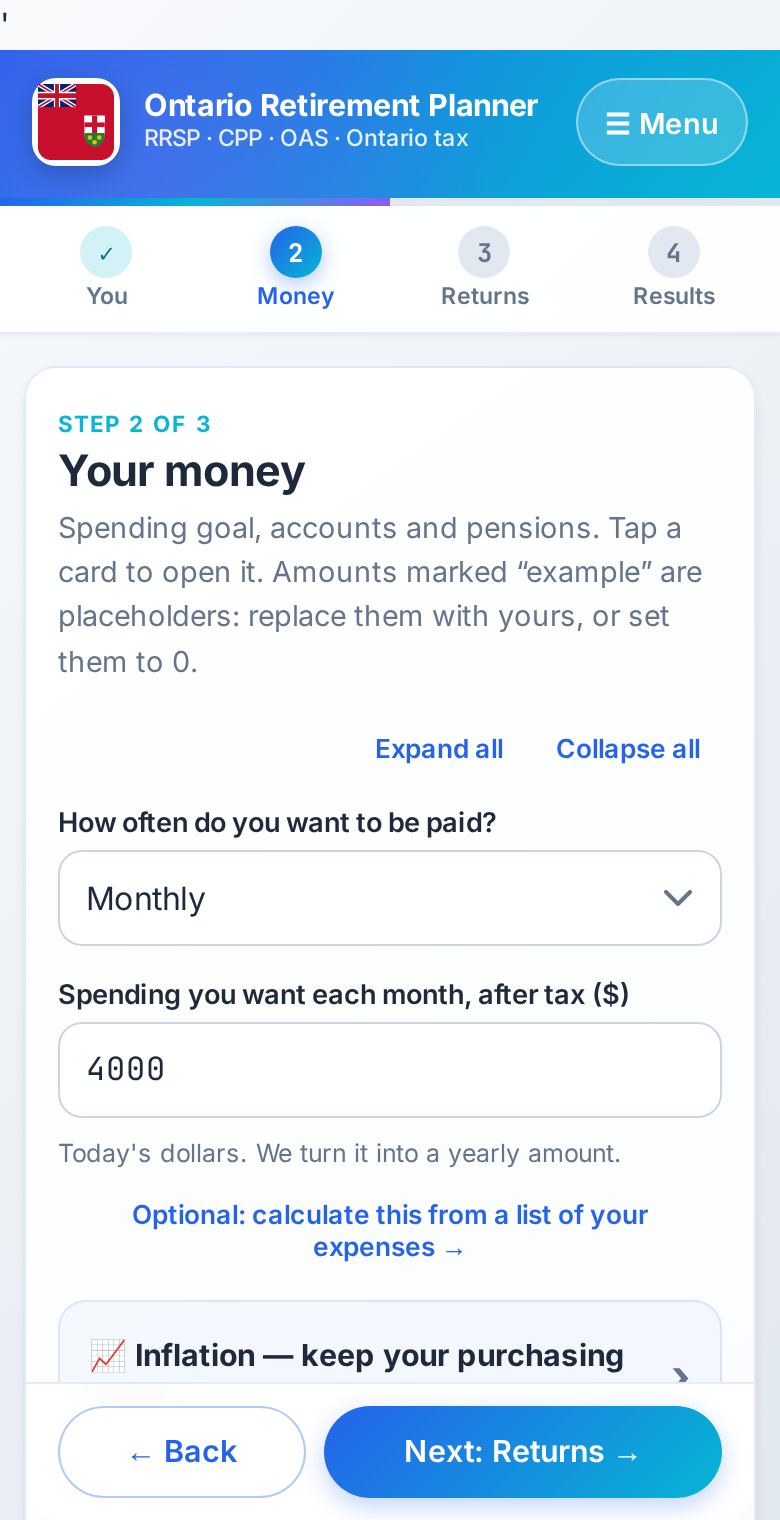 '
Ontario Retirement Planner
RRSP · CPP · OAS · Ontario tax
☰ Menu
✓
2
3
4
You
Money
Returns
Results
STEP 2 OF 3
Your money
Spending goal, accounts and pensions. Tap a
card to open it. Amounts marked “example” are
placeholders: replace them with yours, or set
them to 0.
Expand all
Collapse all
How often do you want to be paid?
Monthly
Spending you want each month, after tax ($)
4000
Today's dollars. We turn it into a yearly amount.
Optional: calculate this from a list of your
expenses →
📈 Inflation — keep your purchasing
← Back
Next: Returns →